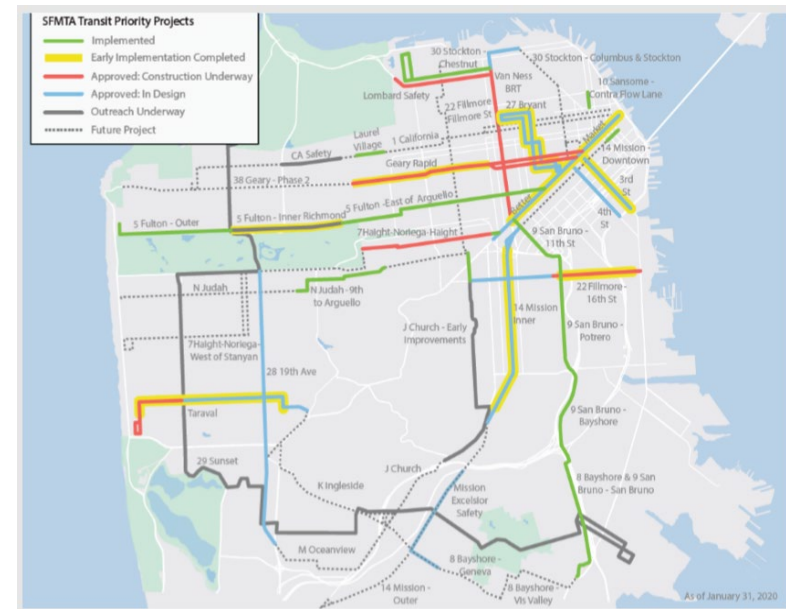 SFMTA Transit Priority Projects
Implemented
Early Implementation Completed
Approved: Construction Underway
Approved: In Design
Outreach Underway
Future Project
30 Stockton -
Chestnut
30 Stockton - Columbus & Stockton
Van Ness
BRT
10 Sansome -
Contra Flow Lane
Lombard Safety
22 Fillmore
Fillmore St
27 Bryant
Laurel
Village
1 California
Market
14 Mission -
Downtown
CA Safety
Geary Rapid
38 Geary - Phase 2
3rd
St
5 Fulton - East of Arguello
4th
St
5 Fulton - Outer
5 Fulton - Inner Richmond
Market
7Haight-Noriega-Haight
9 San Bruno -
11th St
N Judah
N Judah - 9th
to Arguello
22 Fillmore -
16th St
14 Mission
Inner
J Church - Early
Improvements
9 San Bruno -
Potrero
7Haight-Noriega-
West of Stanyan
28 19th Ave
Taraval
9 San Bruno -
Bayshore
29 Sunset
J Church
K Ingleside
Mission
Excelsior
Safety
8 Bayshore & 9 San
Bruno - San Bruno
M Oceanview
8 Bayshore -
Geneva
14 Mission -
Outer
8 Bayshore -
Vis Valley
As of January 31, 2020